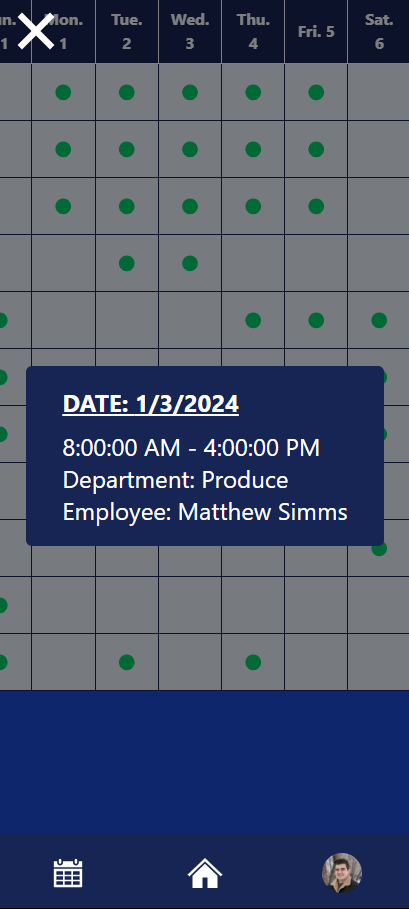 un. Mon. Tue. Wed. Thu. Fri. 5 Sat.
1 1 2 3 4 6
DATE: 1/3/2024
8:00:00 AM - 4:00:00 PM
Department: Produce
Employee: Matthew Simms